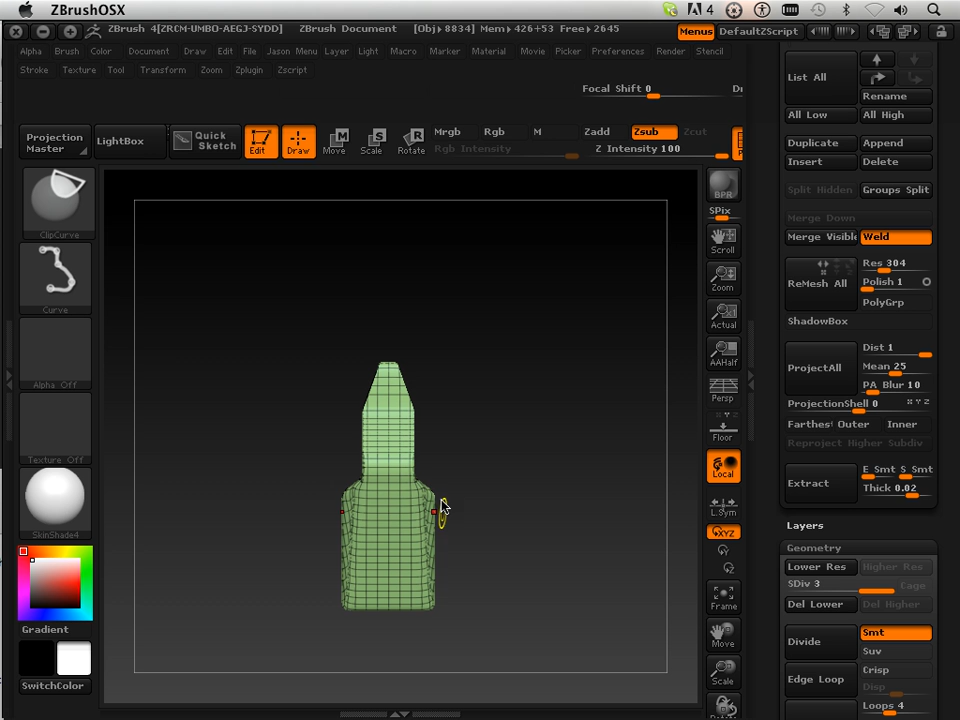 ZBrushOSX
4
ZBrush 4[ZRCM-UMBO-AEGJ-SYDD] ZBrush Document [Obj>8834] Mem>426+53 Free>2645 Menus DefaultZScript
Alpha Brush Color Document Draw Edit File Jason Menu Layer Light Macro Marker Material Movie Picker Preferences Render Stencil
Stroke Texture Tool Transform Zoom Zplugin Zscript
Focal Shift 0
Projection Master
LightBox
Quick Sketch
Edit
Draw
Move
Scale
Rotate
Mrgb Rgb M
Rgb Intensity
Zadd Zsub Zcut
Z Intensity 100
ClipCurve
Curve
Alpha Off
Texture Off
SkinShade4
Gradient
SwitchColor
BPR
SPix
Scroll
Zoom
Actual
AAHalf
Persp
Floor
Local
L.Sym
XYZ
Frame
Move
Scale
List All
Rename
All Low All High
Duplicate Append
Insert Delete
Split Hidden Groups Split
Merge Down
Merge Visible Weld
ReMesh All
Res 304
Polish 1
PolyGrp
ShadowBox
ProjectAll
Dist 1
Mean 25
PA Blur 10
ProjectionShell 0
Farthest Outer Inner
Reproject Higher Subdiv
Extract
E Smt S Smt
Thick 0.02
Layers
Geometry
Lower Res Higher Res
SDiv 3 Cage
Del Lower Del Higher
Divide
Smt
Suv
Edge Loop
Crisp
Disp
Loops 4